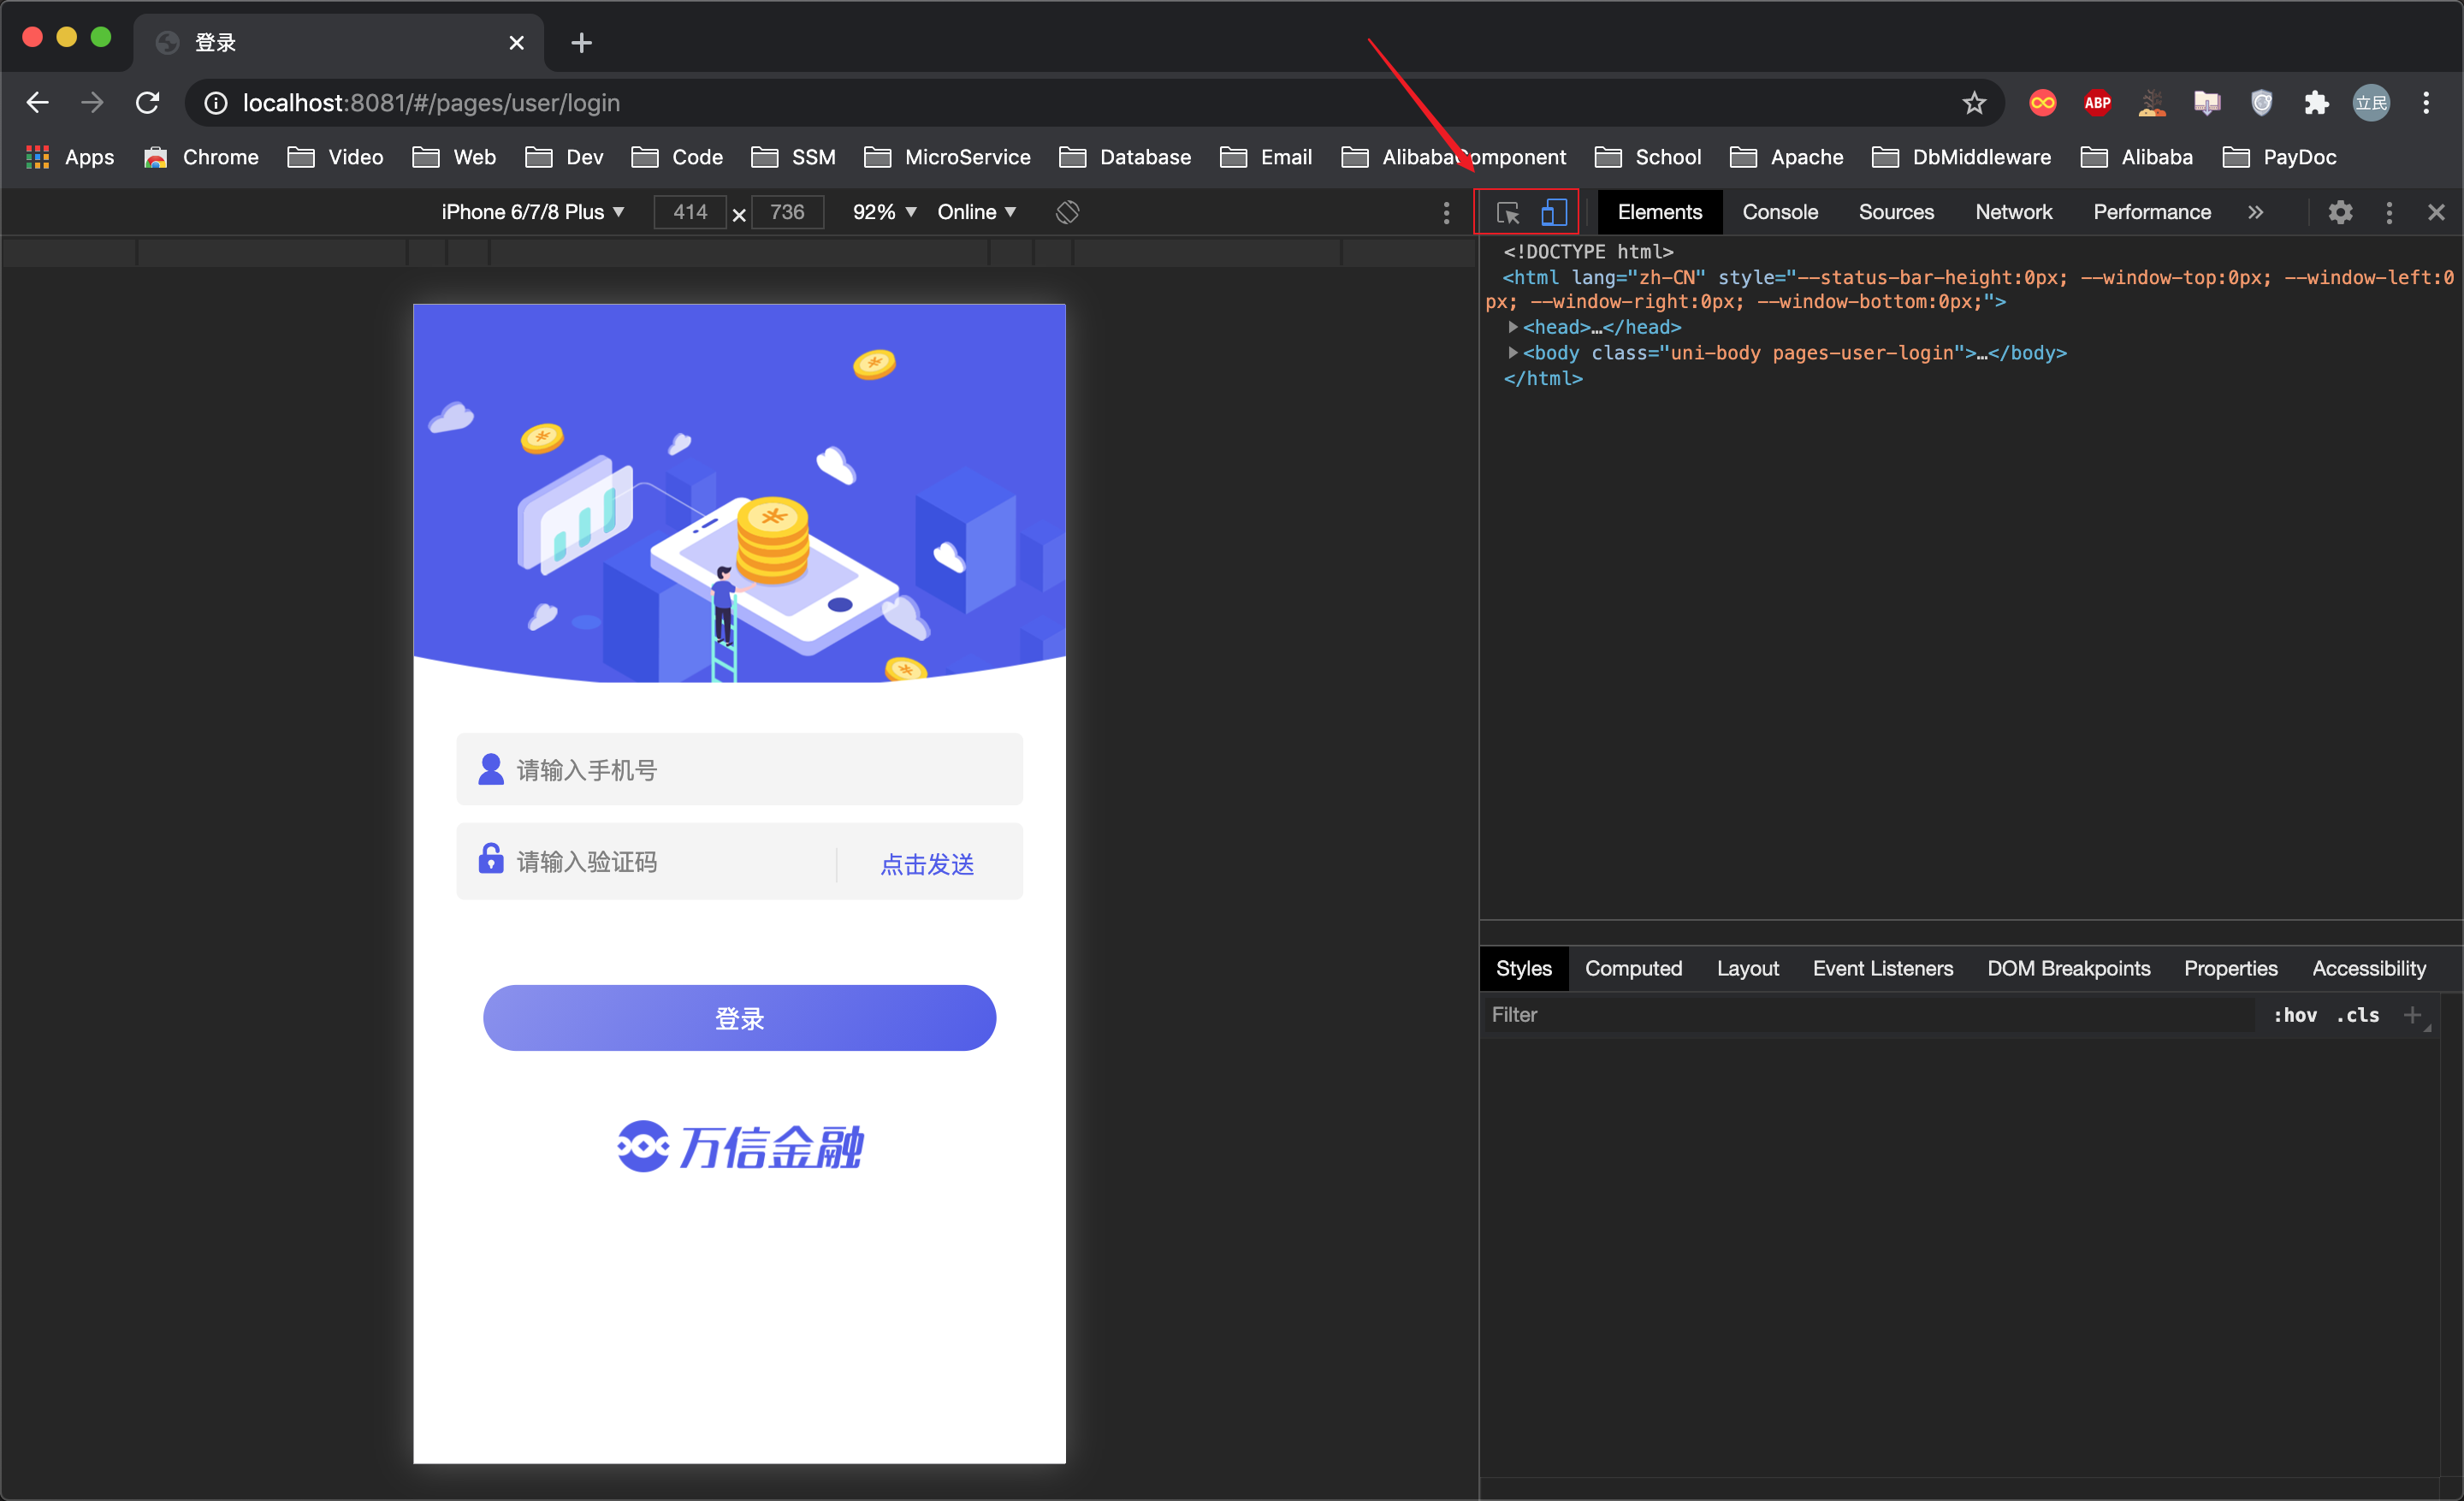 登录
localhost:8081/#/pages/user/login
ABP
立民
Apps Chrome Video Web Dev Code SSM MicroService Database Email AlibabaComponent School Apache DbMiddleware Alibaba PayDoc
iPhone 6/7/8 Plus 414 × 736 92% Online
Elements Console Sources Network Performance »
<!DOCTYPE html>
<html lang="zh-CN" style="--status-bar-height:0px; --window-top:0px; --window-left:0
px; --window-right:0px; --window-bottom:0px;">
<head>…</head>
<body class="uni-body pages-user-login">…</body>
</html>
请输入手机号
请输入验证码 点击发送
登录
万信金融
Styles Computed Layout Event Listeners DOM Breakpoints Properties Accessibility
Filter :hov .cls +